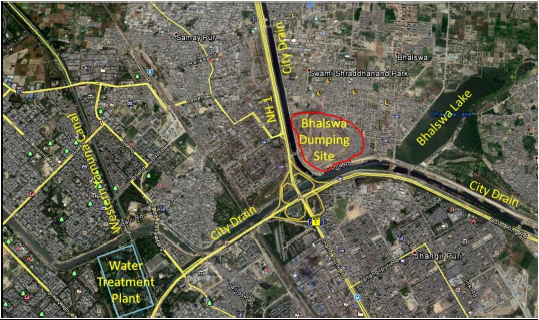 Samay Pur
City Drain
Bhalswa
Swami Shraddhanand Park
NH-1
Bhalswa
Dumping
Site
Bhalswa Lake
Western Yamuna Canal
City Drain
City Drain
Water
Treatment
Plant
Jhangir Puri